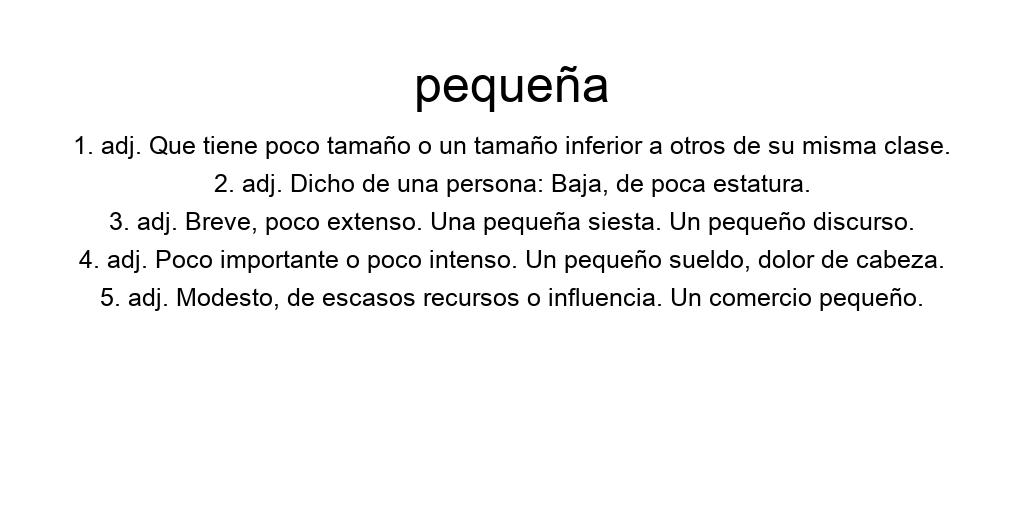 pequeña
1. adj. Que tiene poco tamaño o un tamaño inferior a otros de su misma clase.
2. adj. Dicho de una persona: Baja, de poca estatura.
3. adj. Breve, poco extenso. Una pequeña siesta. Un pequeño discurso.
4. adj. Poco importante o poco intenso. Un pequeño sueldo, dolor de cabeza.
5. adj. Modesto, de escasos recursos o influencia. Un comercio pequeño.